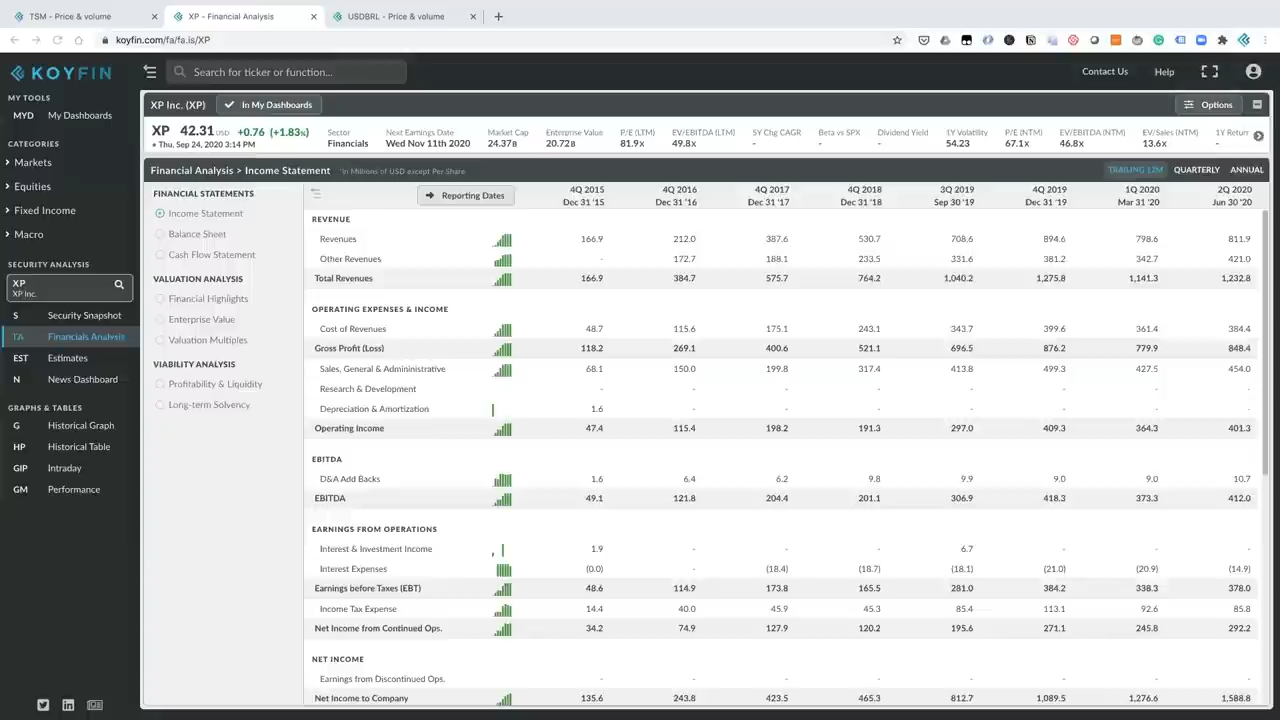 TSM - Price & volume
XP - Financial Analysis
USDBRL - Price & volume
koyfin.com/fa/fa.is/XP
KOYFIN
Search for ticker or function...
Contact Us
Help
MY TOOLS
MYD My Dashboards
CATEGORIES
Markets
Equities
Fixed Income
Macro
SECURITY ANALYSIS
XP
XP Inc.
S Security Snapshot
FA Financials Analysis
EST Estimates
N News Dashboard
GRAPHS & TABLES
G Historical Graph
HP Historical Table
GIP Intraday
GM Performance
XP Inc. (XP) In My Dashboards Options
XP 42.31 USD +0.76 (+1.83%)
• Thu, Sep 24, 2020 3:14 PM
Sector Next Earnings Date Market Cap Enterprise Value P/E (LTM) EV/EBITDA (LTM) 5Y Chg CAGR Beta vs SPX Dividend Yield 1Y Volatility P/E (NTM) EV/EBITDA (NTM) EV/Sales (NTM) 1Y Return
Financials Wed Nov 11th 2020 24.37B 20.72B 81.9x 49.8x - - - 54.23 67.1x 46.8x 13.6x -
Financial Analysis > Income Statement *In Millions of USD except Per Share TRAILING 12M QUARTERLY ANNUAL
FINANCIAL STATEMENTS
Income Statement
Balance Sheet
Cash Flow Statement
VALUATION ANALYSIS
Financial Highlights
Enterprise Value
Valuation Multiples
VIABILITY ANALYSIS
Profitability & Liquidity
Long-term Solvency
Reporting Dates
4Q 2015 4Q 2016 4Q 2017 4Q 2018 3Q 2019 4Q 2019 1Q 2020 2Q 2020
Dec 31 '15 Dec 31 '16 Dec 31 '17 Dec 31 '18 Sep 30 '19 Dec 31 '19 Mar 31 '20 Jun 30 '20
REVENUE
Revenues 166.9 212.0 387.6 530.7 708.6 894.6 798.6 811.9
Other Revenues - 172.7 188.1 233.5 331.6 381.2 342.7 421.0
Total Revenues 166.9 384.7 575.7 764.2 1,040.2 1,275.8 1,141.3 1,232.8
OPERATING EXPENSES & INCOME
Cost of Revenues 48.7 115.6 175.1 243.1 343.7 399.6 361.4 384.4
Gross Profit (Loss) 118.2 269.1 400.6 521.1 696.5 876.2 779.9 848.4
Sales, General & Admininistrative 68.1 150.0 199.8 317.4 413.8 499.3 427.5 454.0
Research & Development - - - - - - - -
Depreciation & Amortization 1.6 - - - - - - -
Operating Income 47.4 115.4 198.2 191.3 297.0 409.3 364.3 401.3
EBITDA
D&A Add Backs 1.6 6.4 6.2 9.8 9.9 9.0 9.0 10.7
EBITDA 49.1 121.8 204.4 201.1 306.9 418.3 373.3 412.0
EARNINGS FROM OPERATIONS
Interest & Investment Income 1.9 - - - 6.7 - - -
Interest Expenses (0.0) - (18.4) (18.7) (18.1) (21.0) (20.9) (14.9)
Earnings before Taxes (EBT) 48.6 114.9 173.8 165.5 281.0 384.2 338.3 378.0
Income Tax Expense 14.4 40.0 45.9 45.3 85.4 113.1 92.6 85.8
Net Income from Continued Ops. 34.2 74.9 127.9 120.2 195.6 271.1 245.8 292.2
NET INCOME
Earnings from Discontinued Ops. - - - - - - - -
Net Income to Company 135.6 243.8 423.5 465.3 812.7 1,089.5 1,276.6 1,588.8